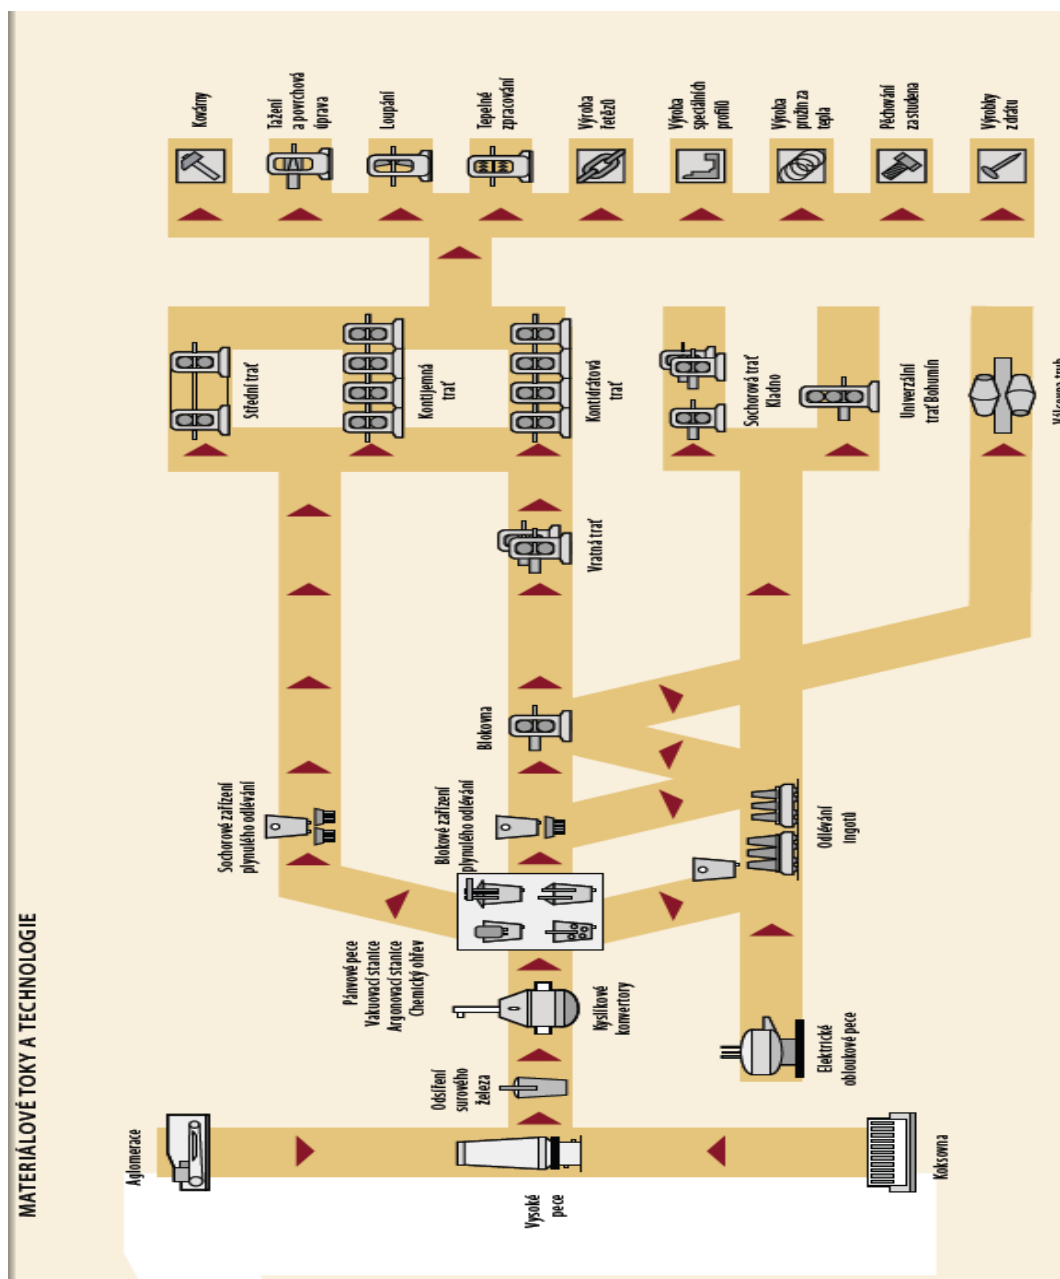 MATERIÁLOVÉ TOKY A TECHNOLOGIE
Aglomerace
Vysoké
pece
Koksovna
Odsíření
surového
železa
Kyslíkové
konvertory
Elektrické
obloukové pece
Pánvové pece
Vakuovací stanice
Argonovací stanice
Chemický ohřev
Sochorové zařízení
plynulého odlévání
Blokové zařízení
plynulého odlévání
Odlévání
ingotů
Blokovna
Vratná trať
Střední trať
Kontijemná
trať
Kontidrátová
trať
Sochorová trať
Kladno
Univerzální
trať Bohumín
Válcovna trub
Kovárny
Tažení
a povrchová
úprava
Loupání
Tepelné
zpracování
Výroba
řetězů
Výroba
speciálních
profilů
Výroba
pružin za
tepla
Pěchování
za studena
Výrobky
z drátu